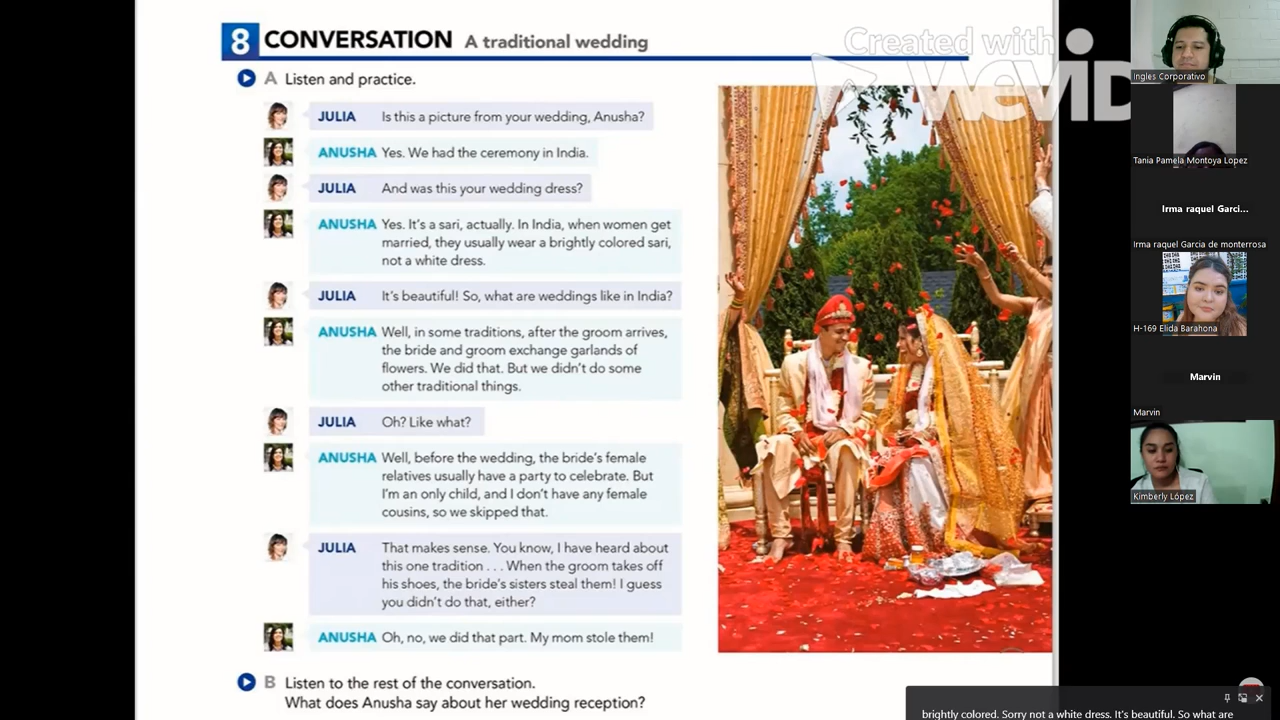 8 CONVERSATION A traditional wedding
A Listen and practice.
JULIA Is this a picture from your wedding, Anusha?
ANUSHA Yes. We had the ceremony in India.
JULIA And was this your wedding dress?
ANUSHA Yes. It's a sari, actually. In India, when women get
married, they usually wear a brightly colored sari,
not a white dress.
JULIA It's beautiful! So, what are weddings like in India?
ANUSHA Well, in some traditions, after the groom arrives,
the bride and groom exchange garlands of
flowers. We did that. But we didn't do some
other traditional things.
JULIA Oh? Like what?
ANUSHA Well, before the wedding, the bride's female
relatives usually have a party to celebrate. But
I'm an only child, and I don't have any female
cousins, so we skipped that.
JULIA That makes sense. You know, I have heard about
this one tradition . . . When the groom takes off
his shoes, the bride's sisters steal them! I guess
you didn't do that, either?
ANUSHA Oh, no, we did that part. My mom stole them!
B Listen to the rest of the conversation.
What does Anusha say about her wedding reception?
Created with
WeVid
Ingles Corporativo
Tania Pamela Montoya Lopez
Irma raquel Garci...
Irma raquel Garcia de monterrosa
H-169 Elida Barahona
Marvin
Marvin
Kimberly López
brightly colored. Sorry not a white dress. It's beautiful. So what are